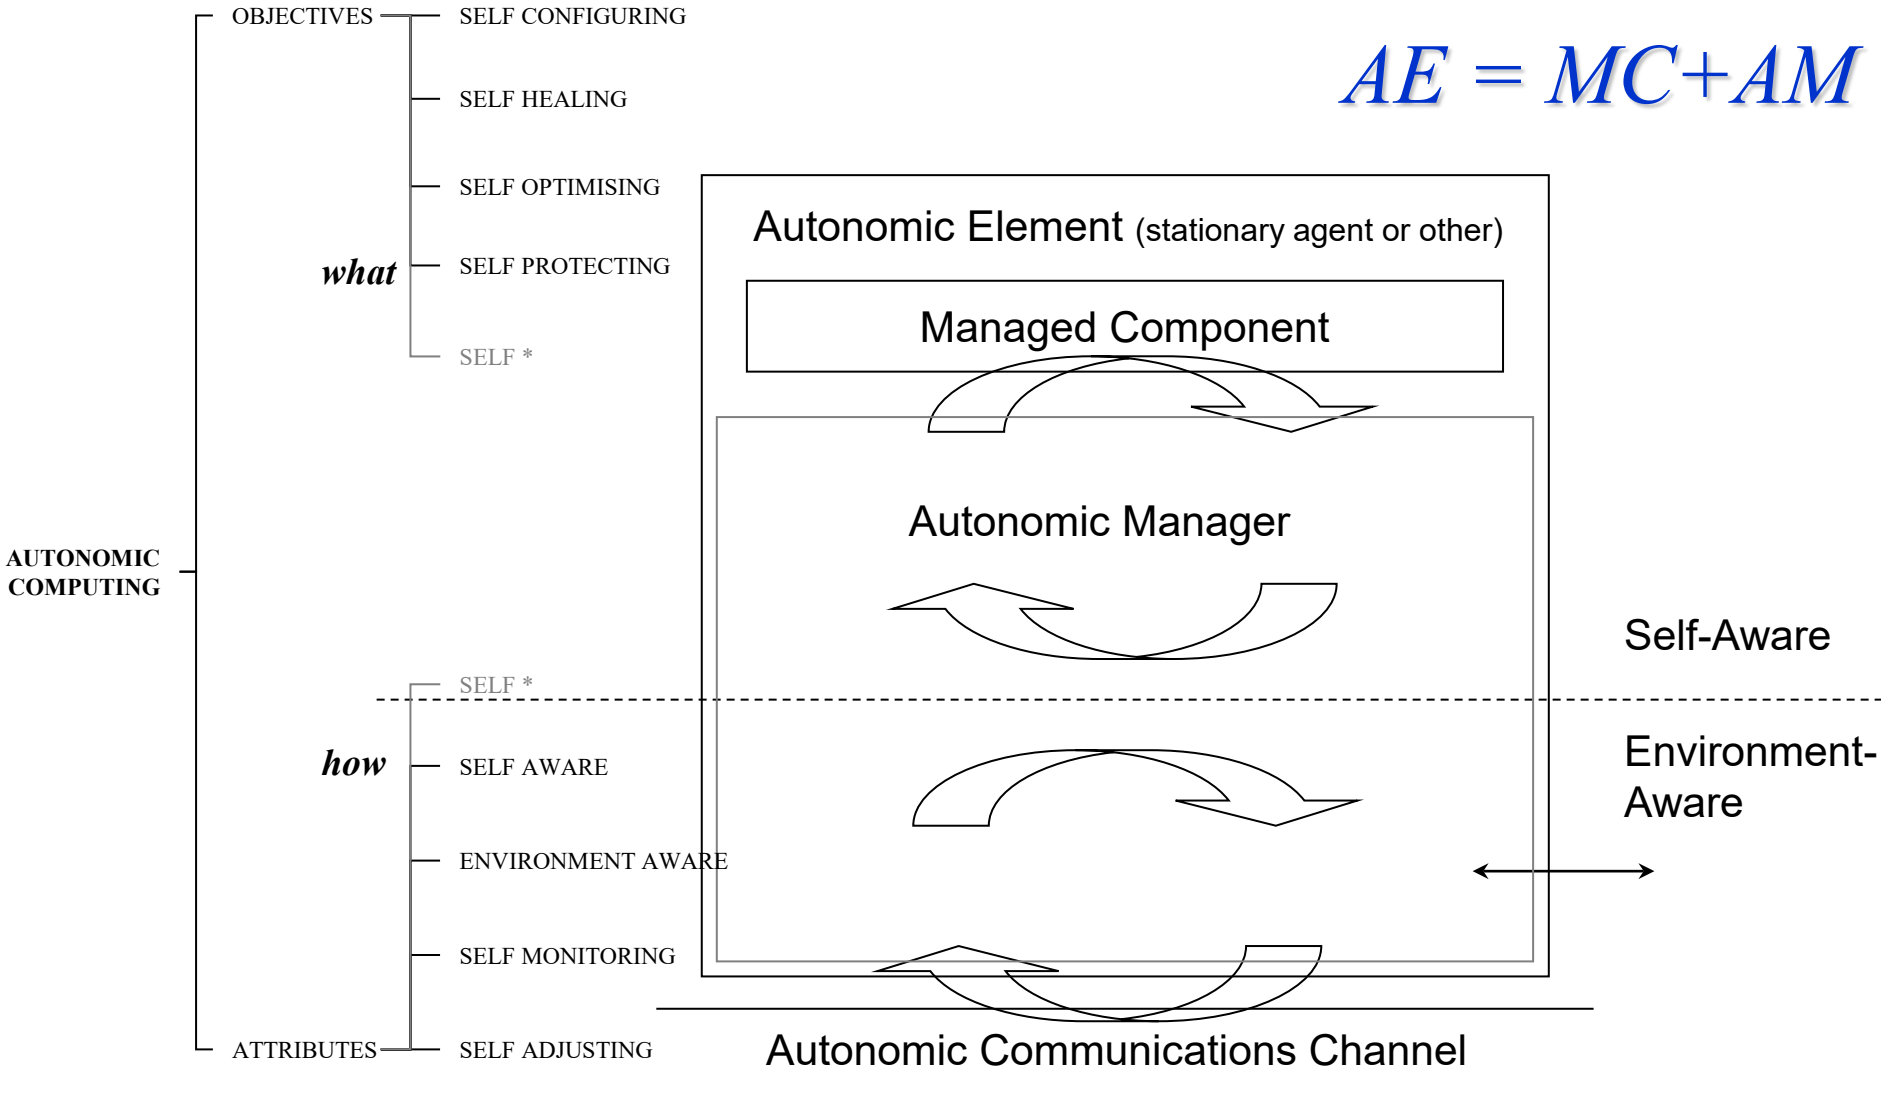 OBJECTIVES
SELF CONFIGURING
AE = MC+AM
SELF HEALING
SELF OPTIMISING
Autonomic Element (stationary agent or other)
what
SELF PROTECTING
Managed Component
SELF *
Autonomic Manager
AUTONOMIC
COMPUTING
Self-Aware
SELF *
how
SELF AWARE
Environment-
Aware
ENVIRONMENT AWARE
SELF MONITORING
ATTRIBUTES
SELF ADJUSTING
Autonomic Communications Channel